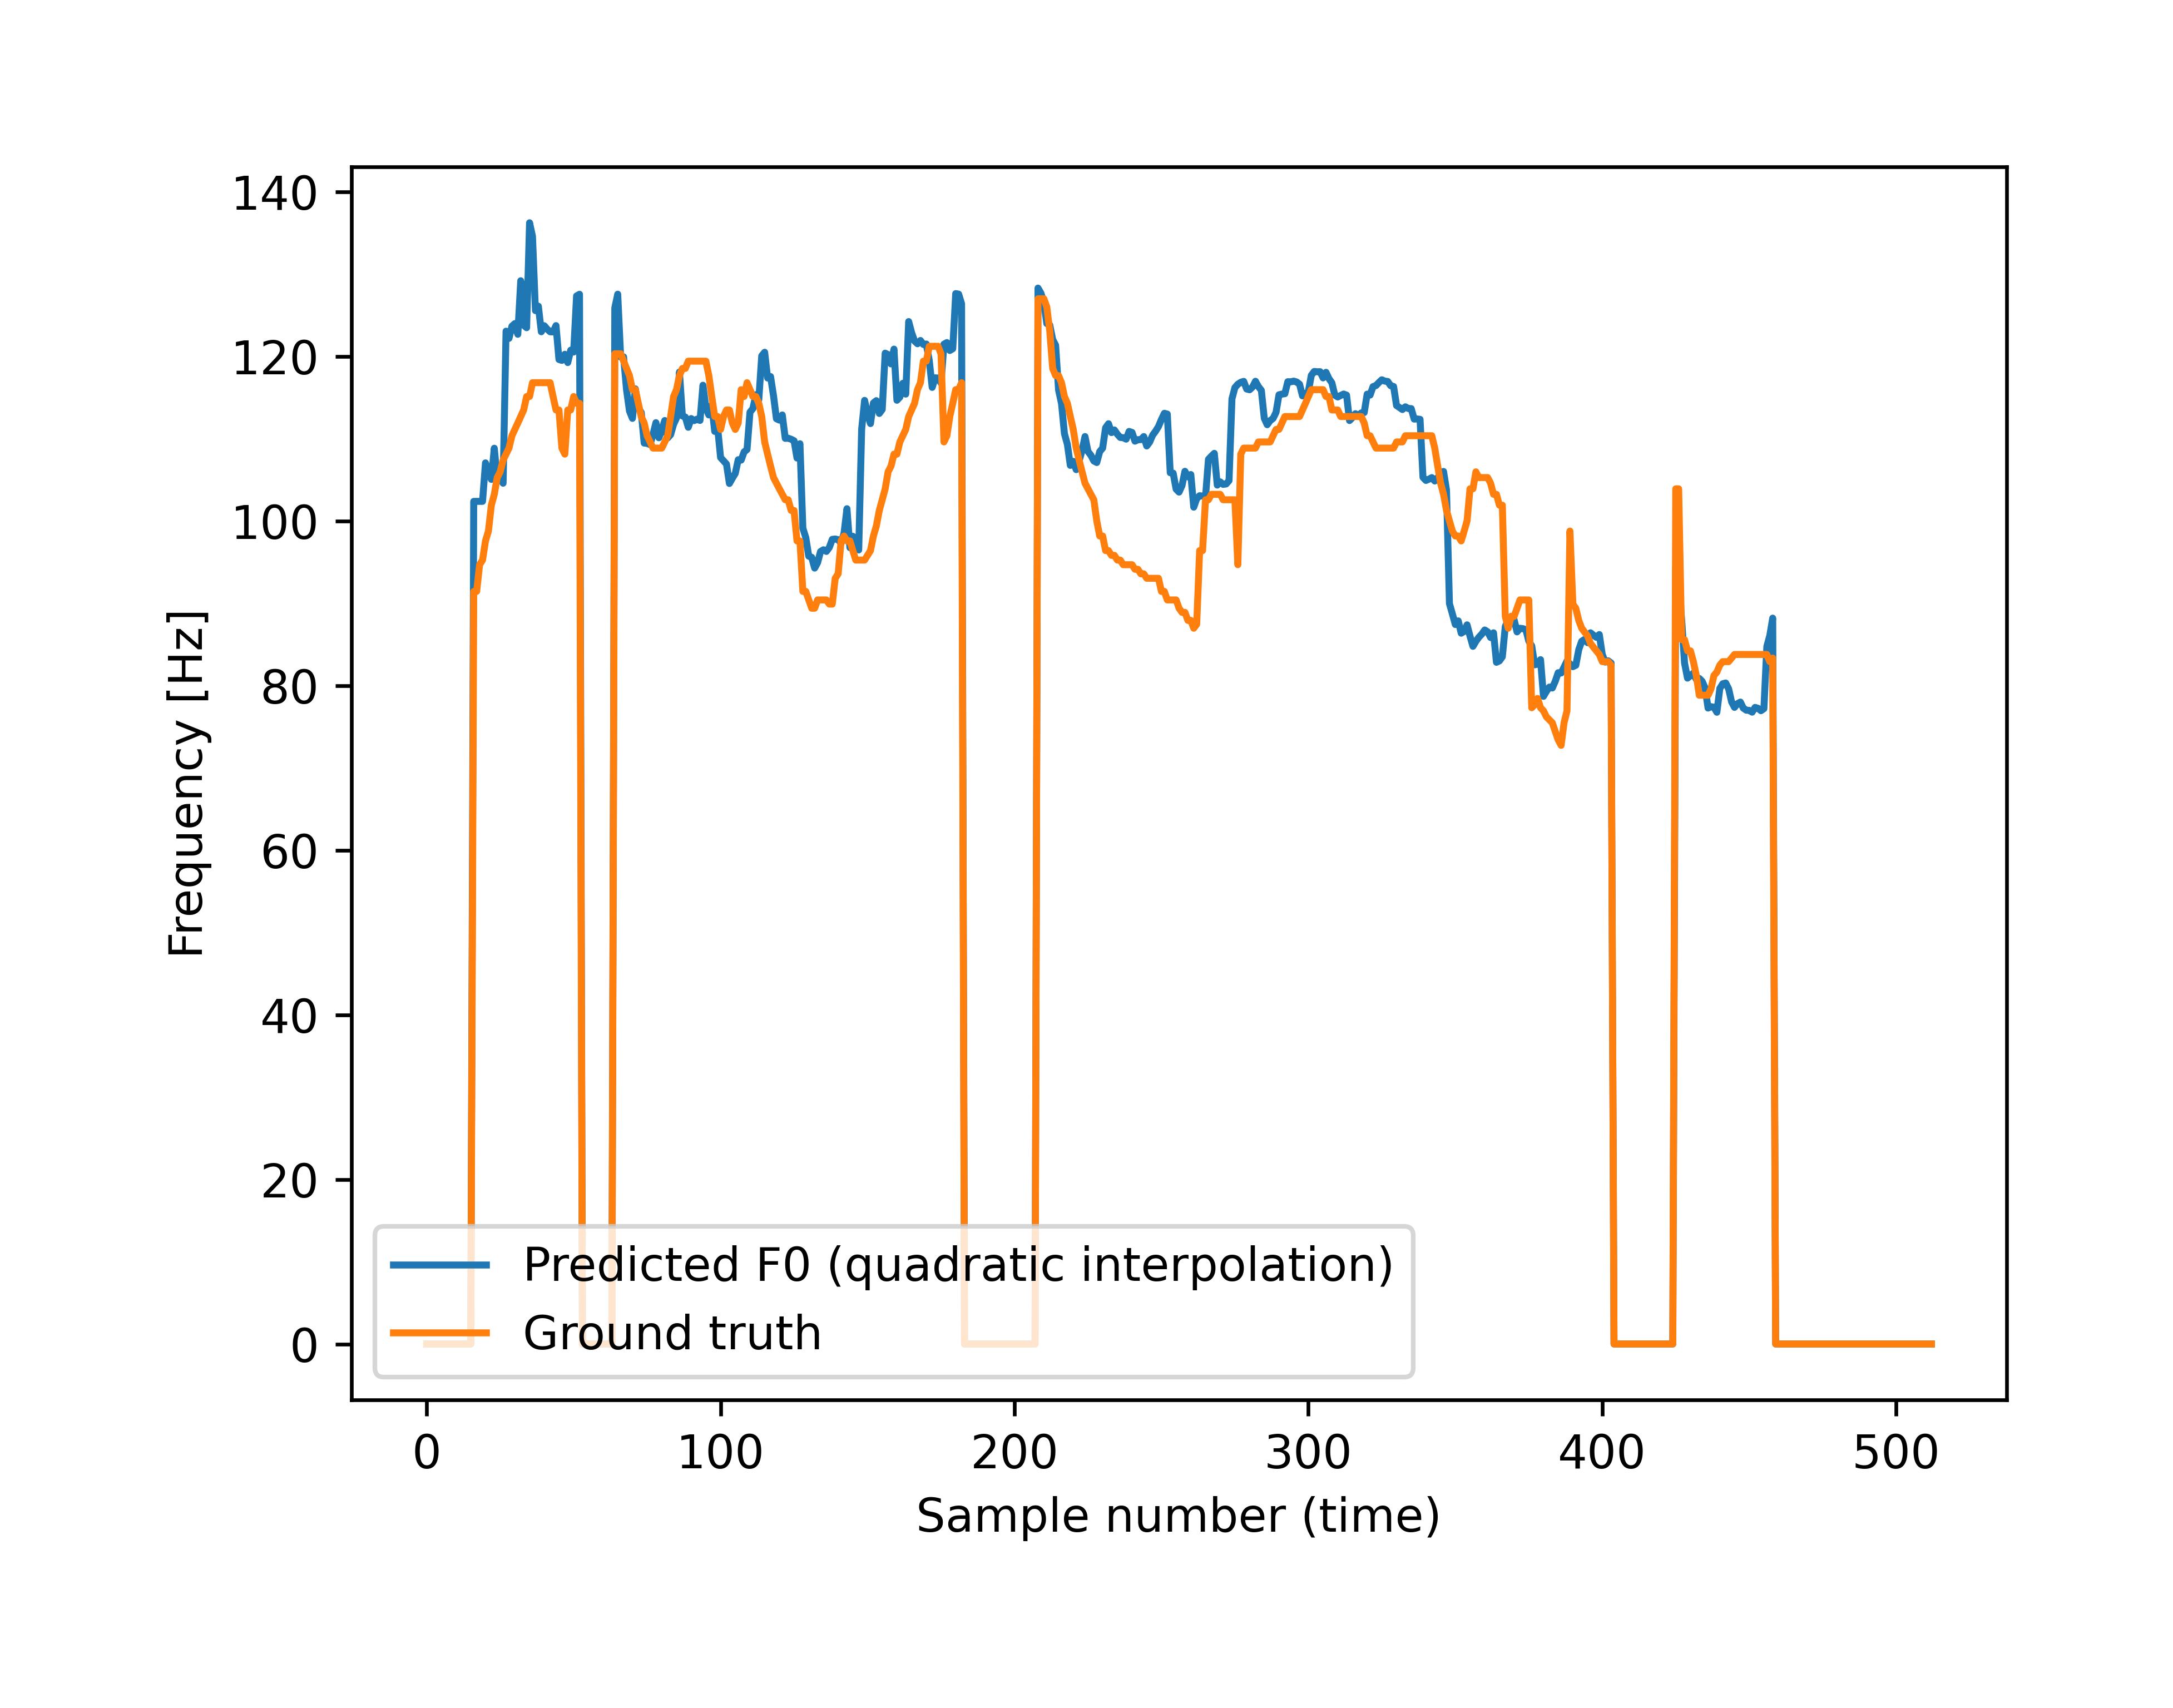 140
120
100
80
60
40
20
0
Frequency [Hz]
Predicted F0 (quadratic interpolation)
Ground truth
0 100 200 300 400 500
Sample number (time)